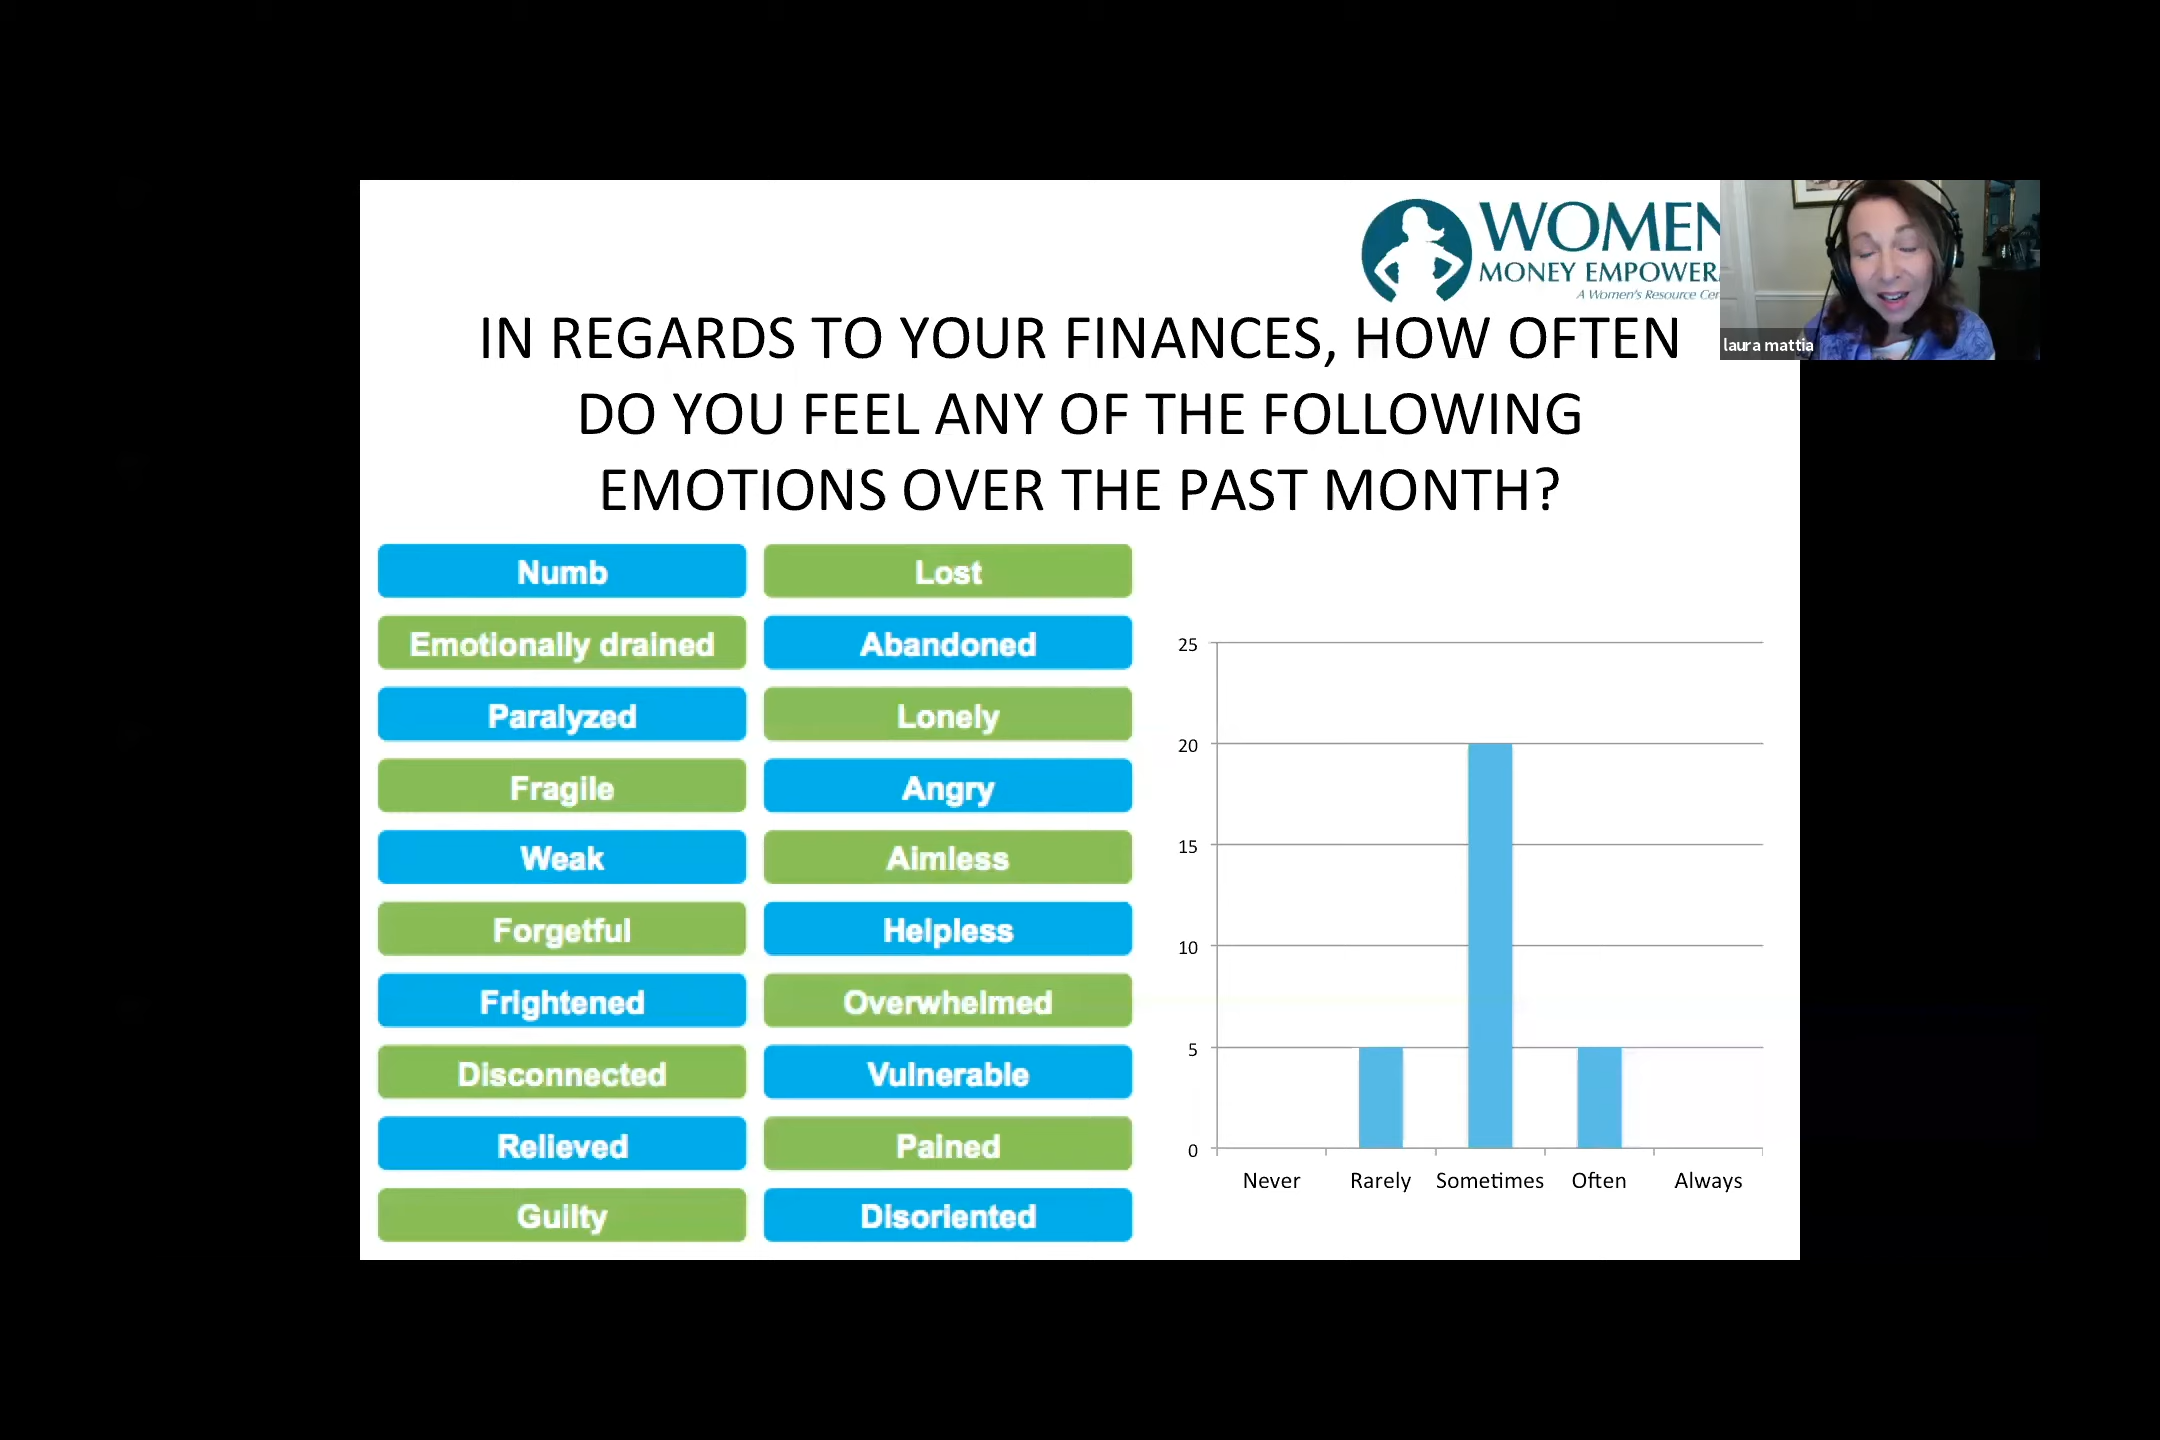 WOMEN
MONEY EMPOWER
A Women's Resource Cen
laura mattia
IN REGARDS TO YOUR FINANCES, HOW OFTEN
DO YOU FEEL ANY OF THE FOLLOWING
EMOTIONS OVER THE PAST MONTH?
Numb
Lost
Emotionally drained
Abandoned
Paralyzed
Lonely
Fragile
Angry
Weak
Aimless
Forgetful
Helpless
Frightened
Overwhelmed
Disconnected
Vulnerable
Relieved
Pained
Guilty
Disoriented
25
20
15
10
5
0
Never Rarely Sometimes Often Always